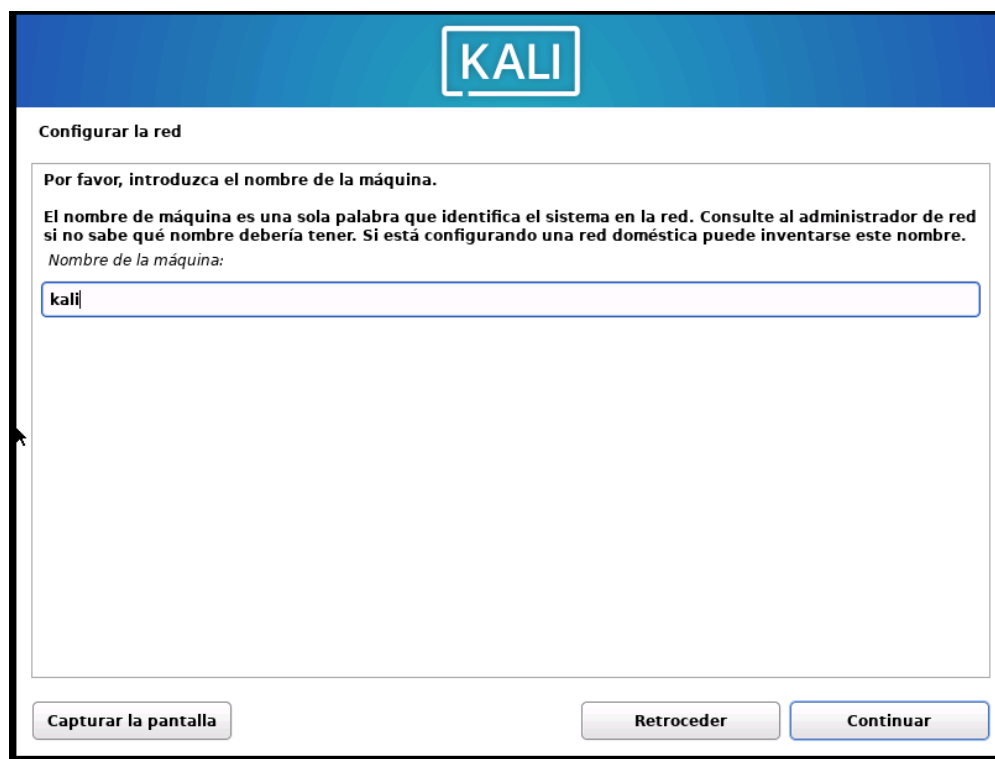 KALI
Configurar la red
Por favor, introduzca el nombre de la máquina.
El nombre de máquina es una sola palabra que identifica el sistema en la red. Consulte al administrador de red
si no sabe qué nombre debería tener. Si está configurando una red doméstica puede inventarse este nombre.
Nombre de la máquina:
kali
Capturar la pantalla
Retroceder
Continuar